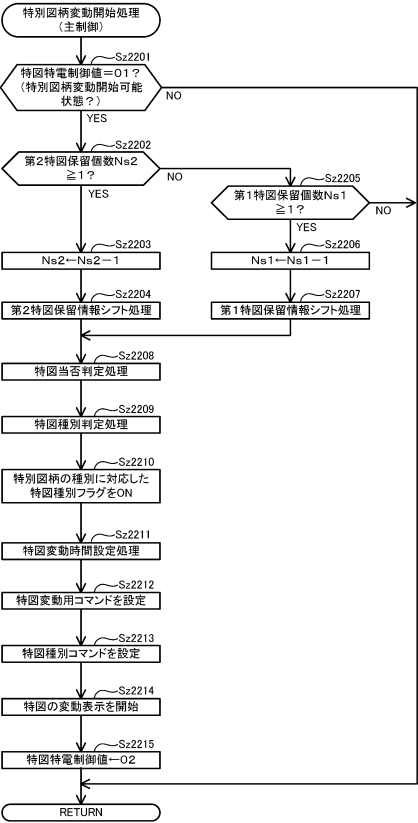 特別図柄変動開始処理
（主制御）
Sz2201
特図特電制御値＝０１？
（特別図柄変動開始可能
状態？）
NO
YES
Sz2202
第２特図保留個数Ｎｓ２
≧１？
NO
YES
Sz2205
第１特図保留個数Ｎｓ１
≧１？
NO
YES
Sz2203
Ｎｓ２←Ｎｓ２－１
Sz2206
Ｎｓ１←Ｎｓ１－１
Sz2204
第２特図保留情報シフト処理
Sz2207
第１特図保留情報シフト処理
Sz2208
特図当否判定処理
Sz2209
特図種別判定処理
Sz2210
特別図柄の種別に対応した
特図種別フラグをON
Sz2211
特図変動時間設定処理
Sz2212
特図変動用コマンドを設定
Sz2213
特図種別コマンドを設定
Sz2214
特図の変動表示を開始
Sz2215
特図特電制御値←０２
RETURN